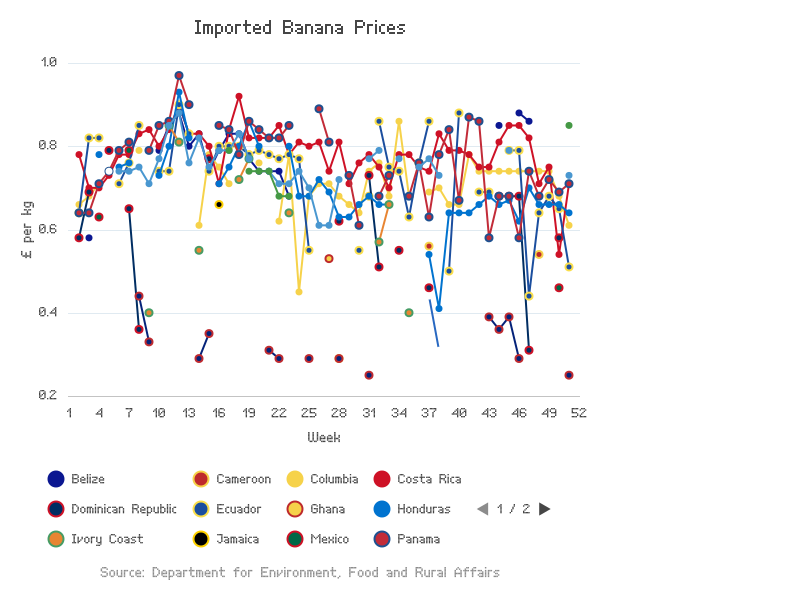 Imported Banana Prices
1.0
0.8
0.6
0.4
0.2
£ per kg
1 4 7 10 13 16 19 22 25 28 31 34 37 40 43 46 49 52
Week
Belize Cameroon Columbia Costa Rica
Dominican Republic Ecuador Ghana Honduras 1 / 2
Ivory Coast Jamaica Mexico Panama
Source: Department for Environment, Food and Rural Affairs